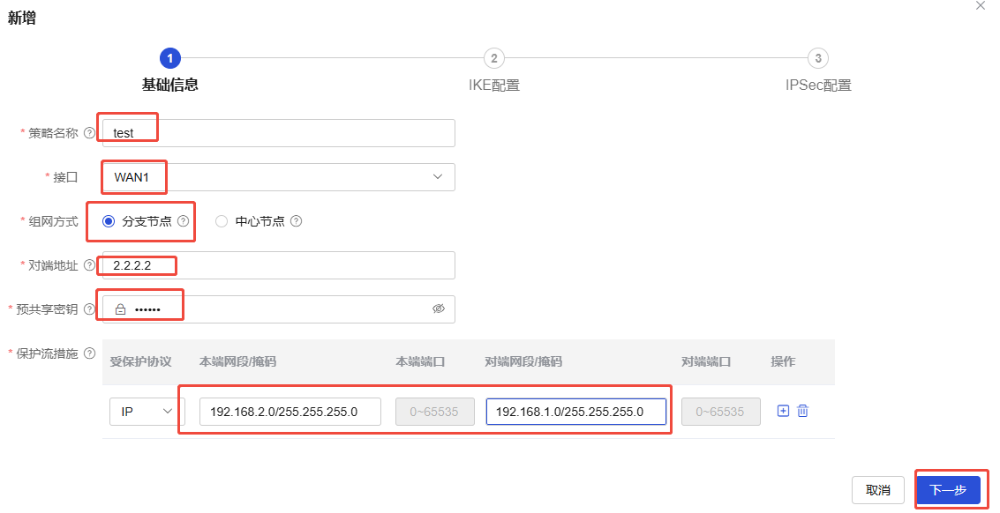 新增
1 2 3
基础信息 IKE配置 IPSec配置
* 策略名称 ? test
* 接口 WAN1
* 组网方式 分支节点 ? 中心节点 ?
* 对端地址 ? 2.2.2.2
* 预共享密钥 ? ••••••
* 保护流措施 ? 受保护协议 本端网段/掩码 本端端口 对端网段/掩码 对端端口 操作
IP 192.168.2.0/255.255.255.0 0~65535 192.168.1.0/255.255.255.0 0~65535
取消 下一步